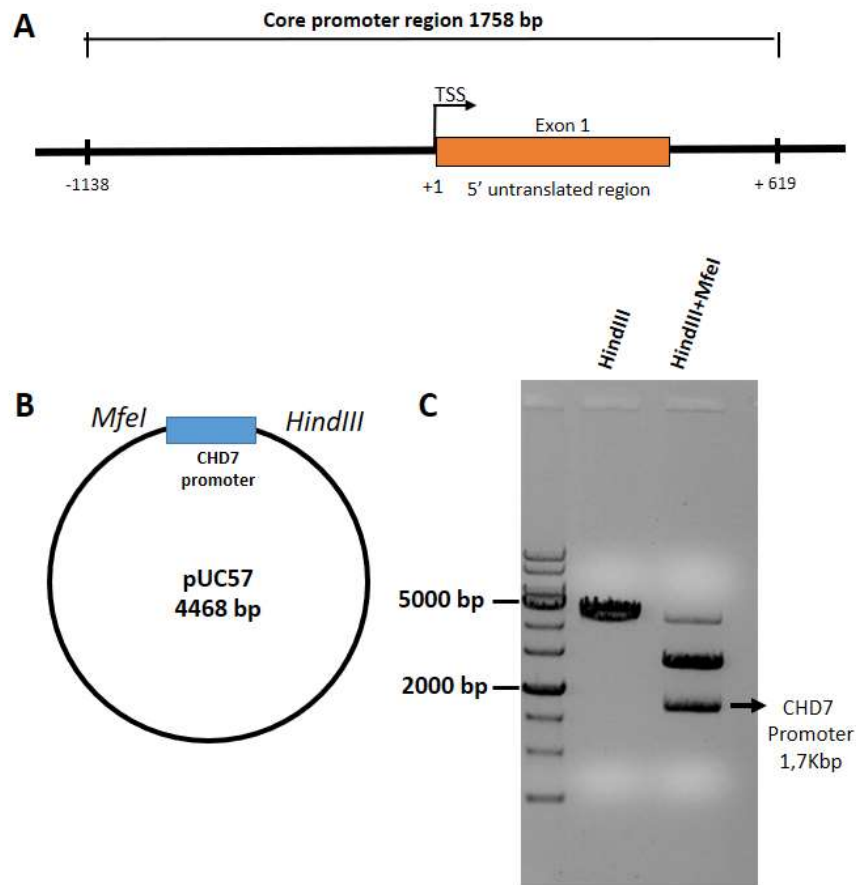 A
Core promoter region 1758 bp
TSS
Exon 1
-1138
+1
5’ untranslated region
+ 619
B
MfeI
HindIII
CHD7
promoter
pUC57
4468 bp
C
HindIII
HindIII+MfeI
5000 bp
2000 bp
CHD7
Promoter
1,7Kbp